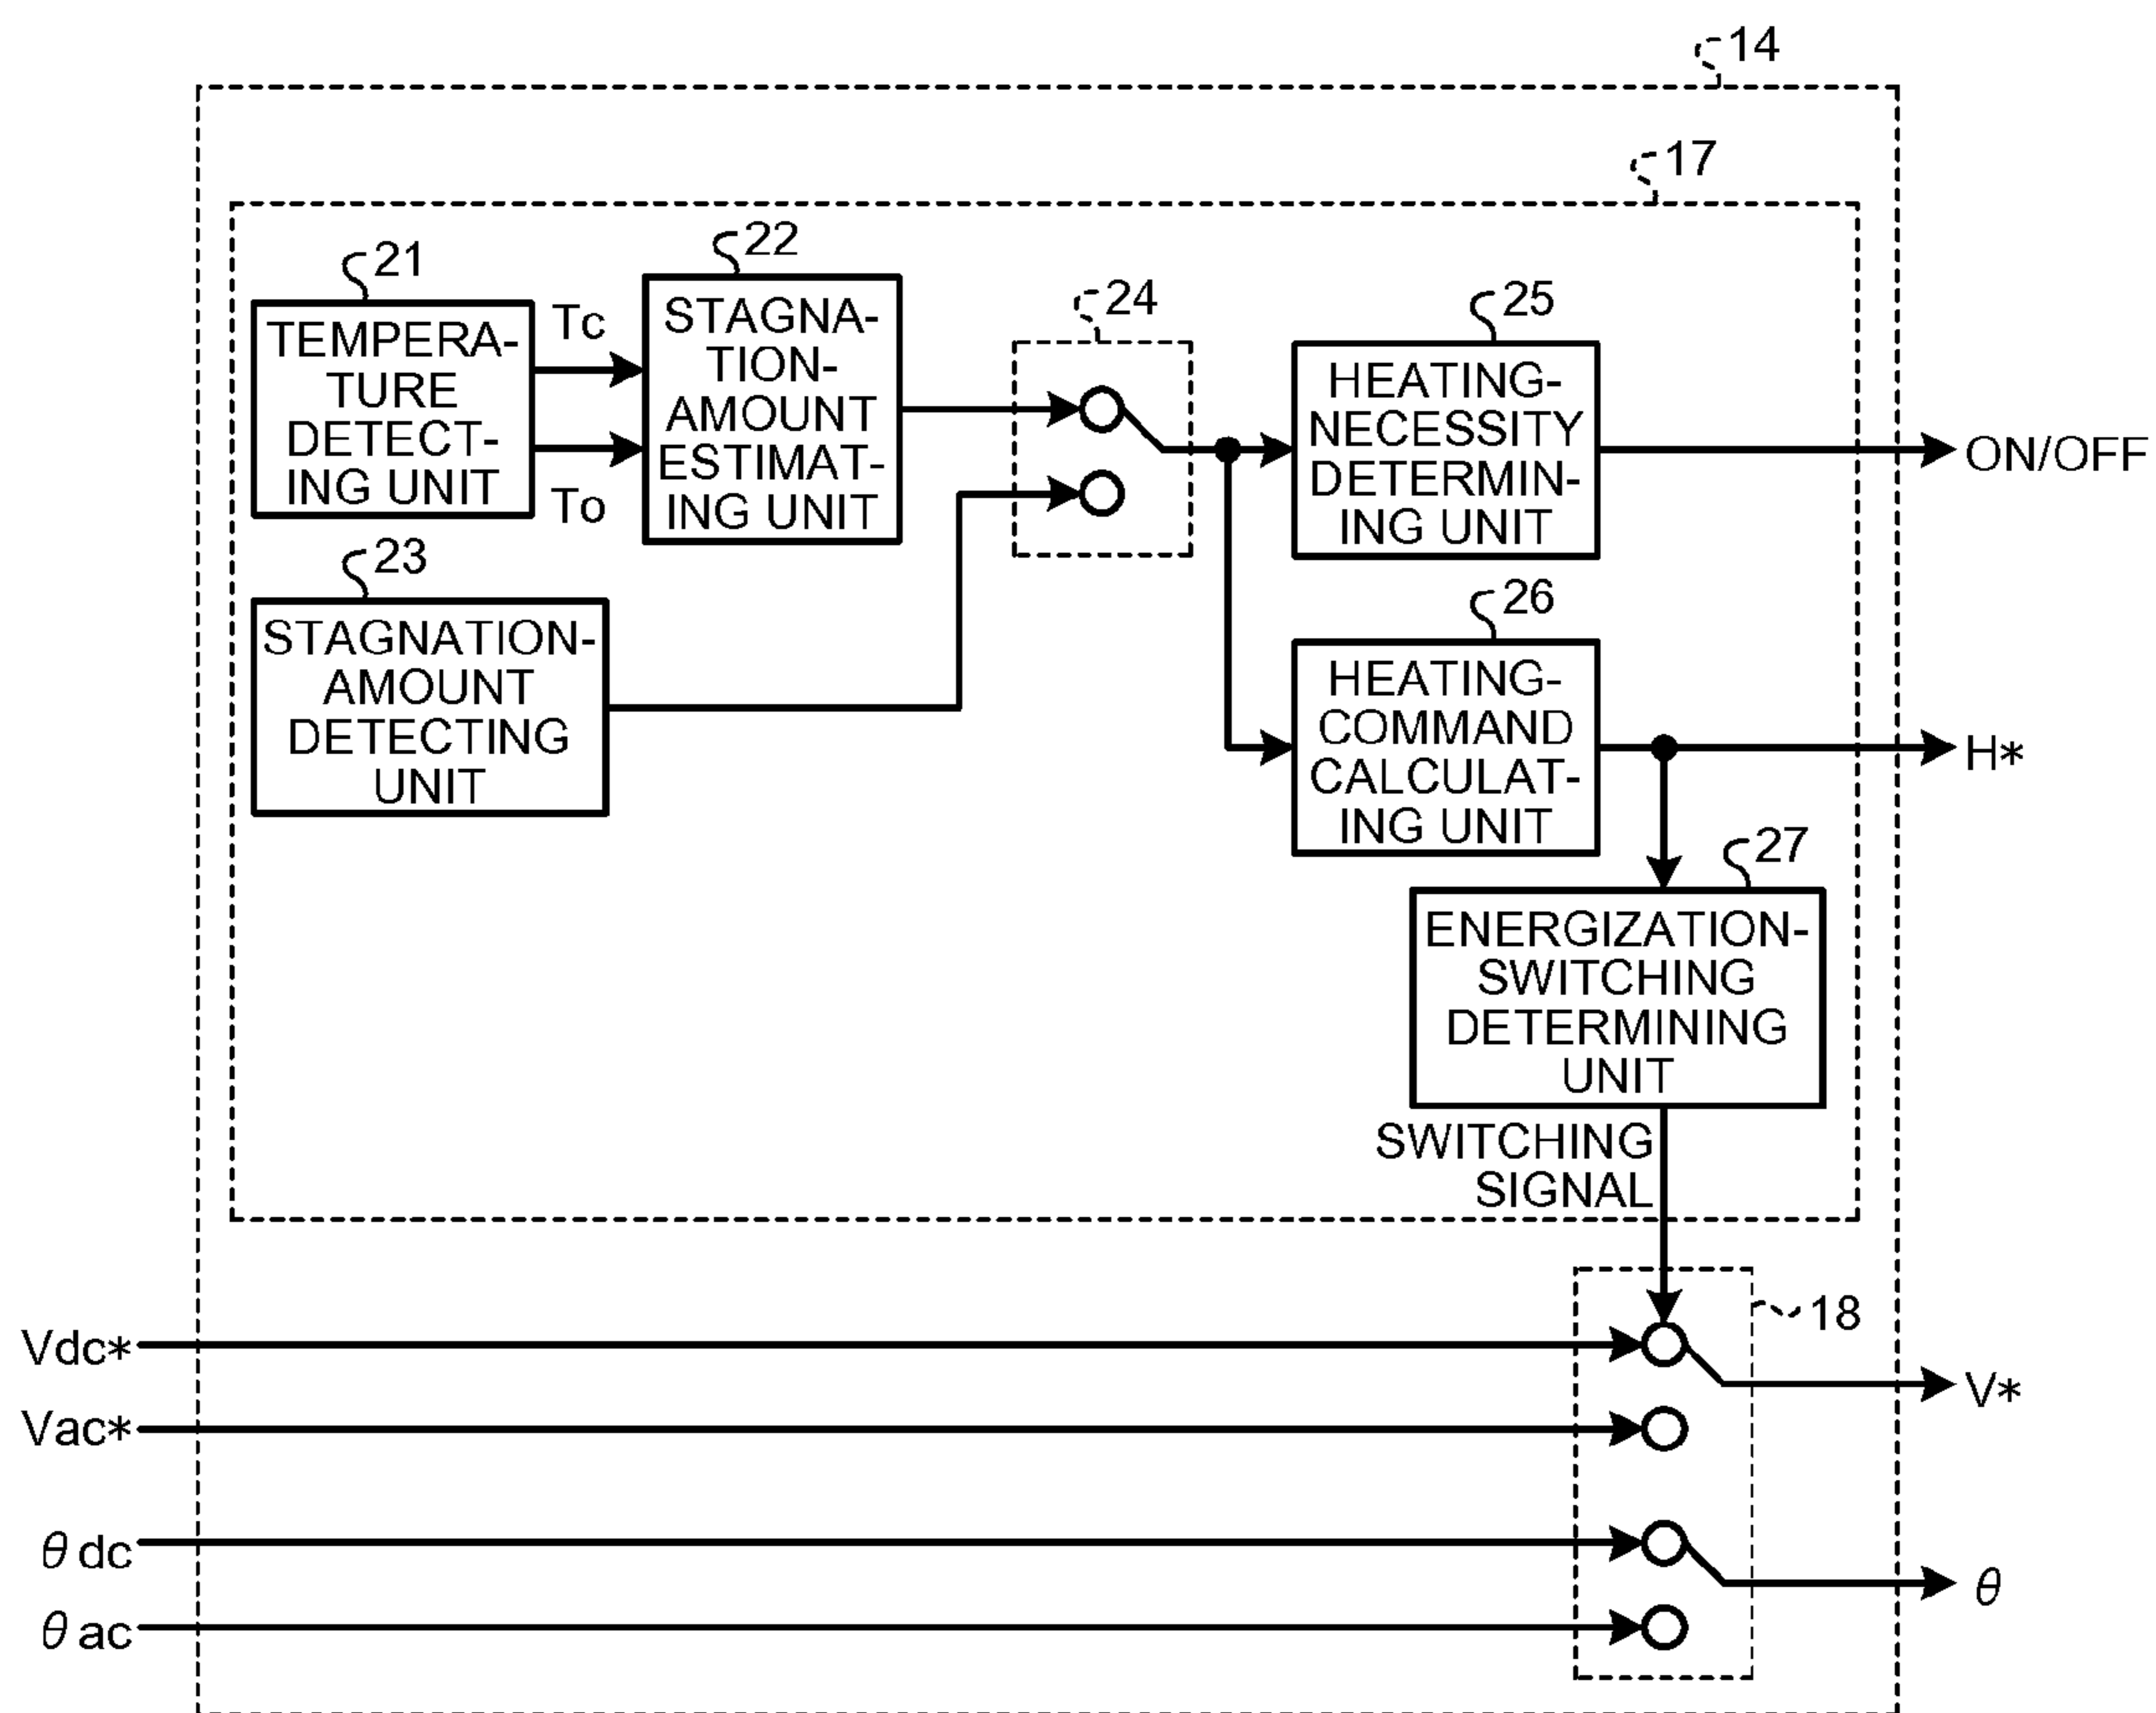 14
17
21
TEMPERA-
TURE
DETECT-
ING UNIT
Tc
To
22
STAGNA-
TION-
AMOUNT
ESTIMAT-
ING UNIT
23
STAGNATION-
AMOUNT
DETECTING
UNIT
24
25
HEATING-
NECESSITY
DETERMIN-
ING UNIT
ON/OFF
26
HEATING-
COMMAND
CALCULAT-
ING UNIT
H*
27
ENERGIZATION-
SWITCHING
DETERMINING
UNIT
SWITCHING
SIGNAL
18
Vdc*
Vac*
V*
θ dc
θ ac
θ